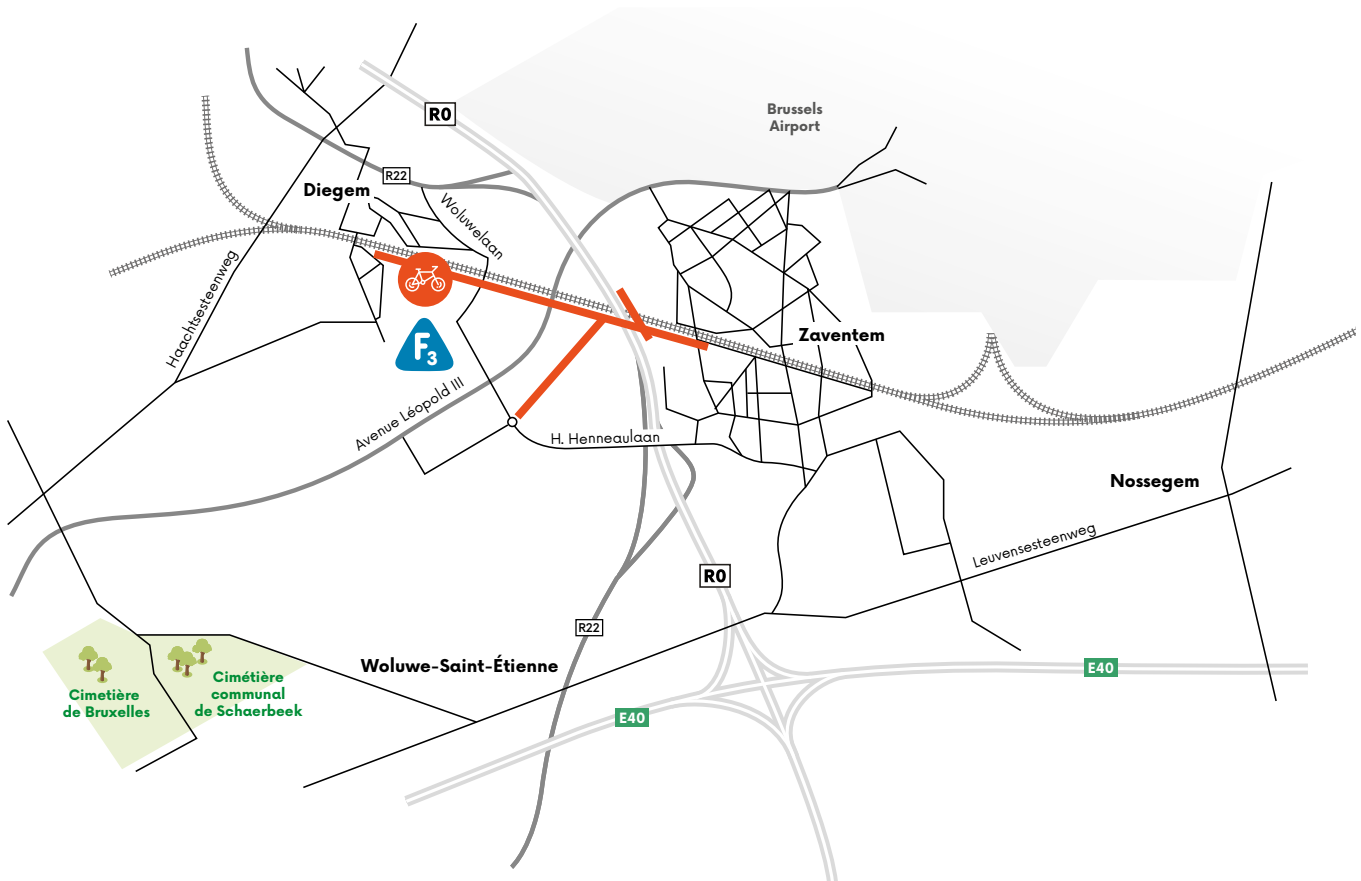 Brussels
Airport
R0
R22
Diegem
Woluwelaan
Haachtsesteenweg
F3
Zaventem
Avenue Léopold III
H. Henneaulaan
Nossegem
Leuvensesteenweg
R0
R22
Woluwe-Saint-Étienne
E40
E40
Cimetière
de Bruxelles
Cimétière
communal
de Schaerbeek